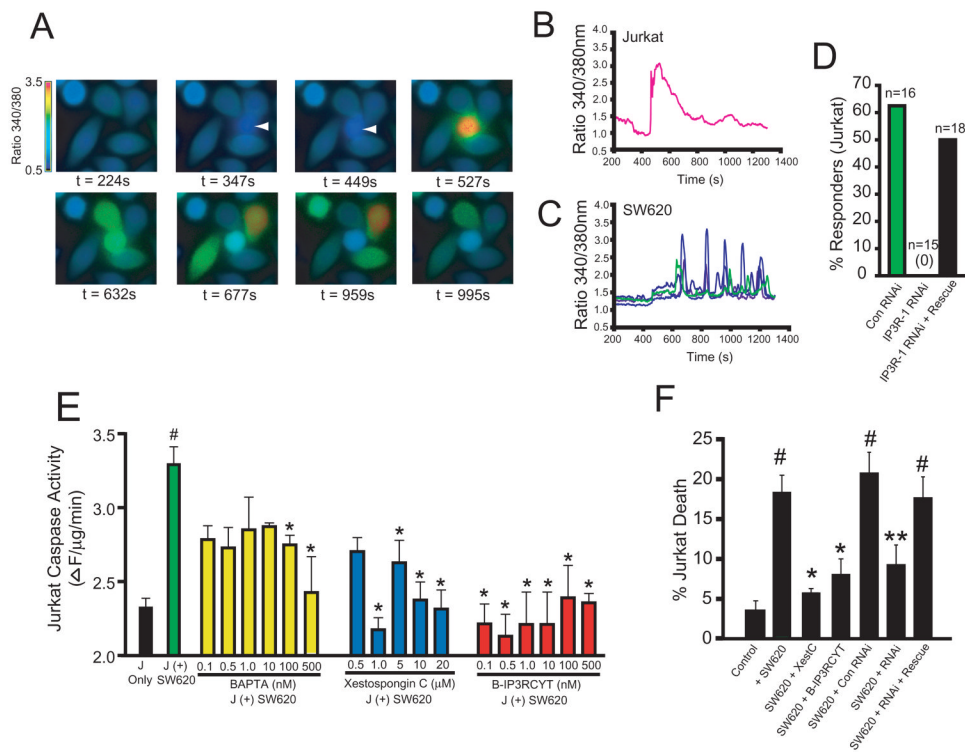 A
3.5
Ratio 340/380
0.5
t = 224s
t = 347s
t = 449s
t = 527s
t = 632s
t = 677s
t = 959s
t = 995s
B
Jurkat
Ratio 340/380nm
4.0
3.5
3.0
2.5
2.0
1.5
1.0
0.5
200 400 600 800 1000 1200 1400
Time (s)
C
SW620
Ratio 340/380nm
4.0
3.5
3.0
2.5
2.0
1.5
1.0
0.5
200 400 600 800 1000 1200 1400
Time (s)
D
% Responders (Jurkat)
70
60
50
40
30
20
10
0
n=16
n=15
(0)
n=18
Con RNAi
IP3R-1 RNAi
IP3R-1 RNAi + Rescue
E
Jurkat Caspase Activity
(△F/μg/min)
3.5
3.0
2.5
2.0
#
* *
* * * *
* * * * * *
J
Only
J (+)
SW620
0.1 0.5 1.0 10 100 500
BAPTA (nM)
J (+) SW620
0.5 1.0 5 10 20
Xestospongin C (μM)
J (+) SW620
0.1 0.5 1.0 10 100 500
B-IP3RCYT (nM)
J (+) SW620
F
% Jurkat Death
25
20
15
10
5
0
#
*
*
#
**
#
Control
+ SW620
SW620 + XestC
SW620 + B-IP3RCYT
SW620 + Con RNAi
SW620 + RNAi
SW620 + RNAi + Rescue